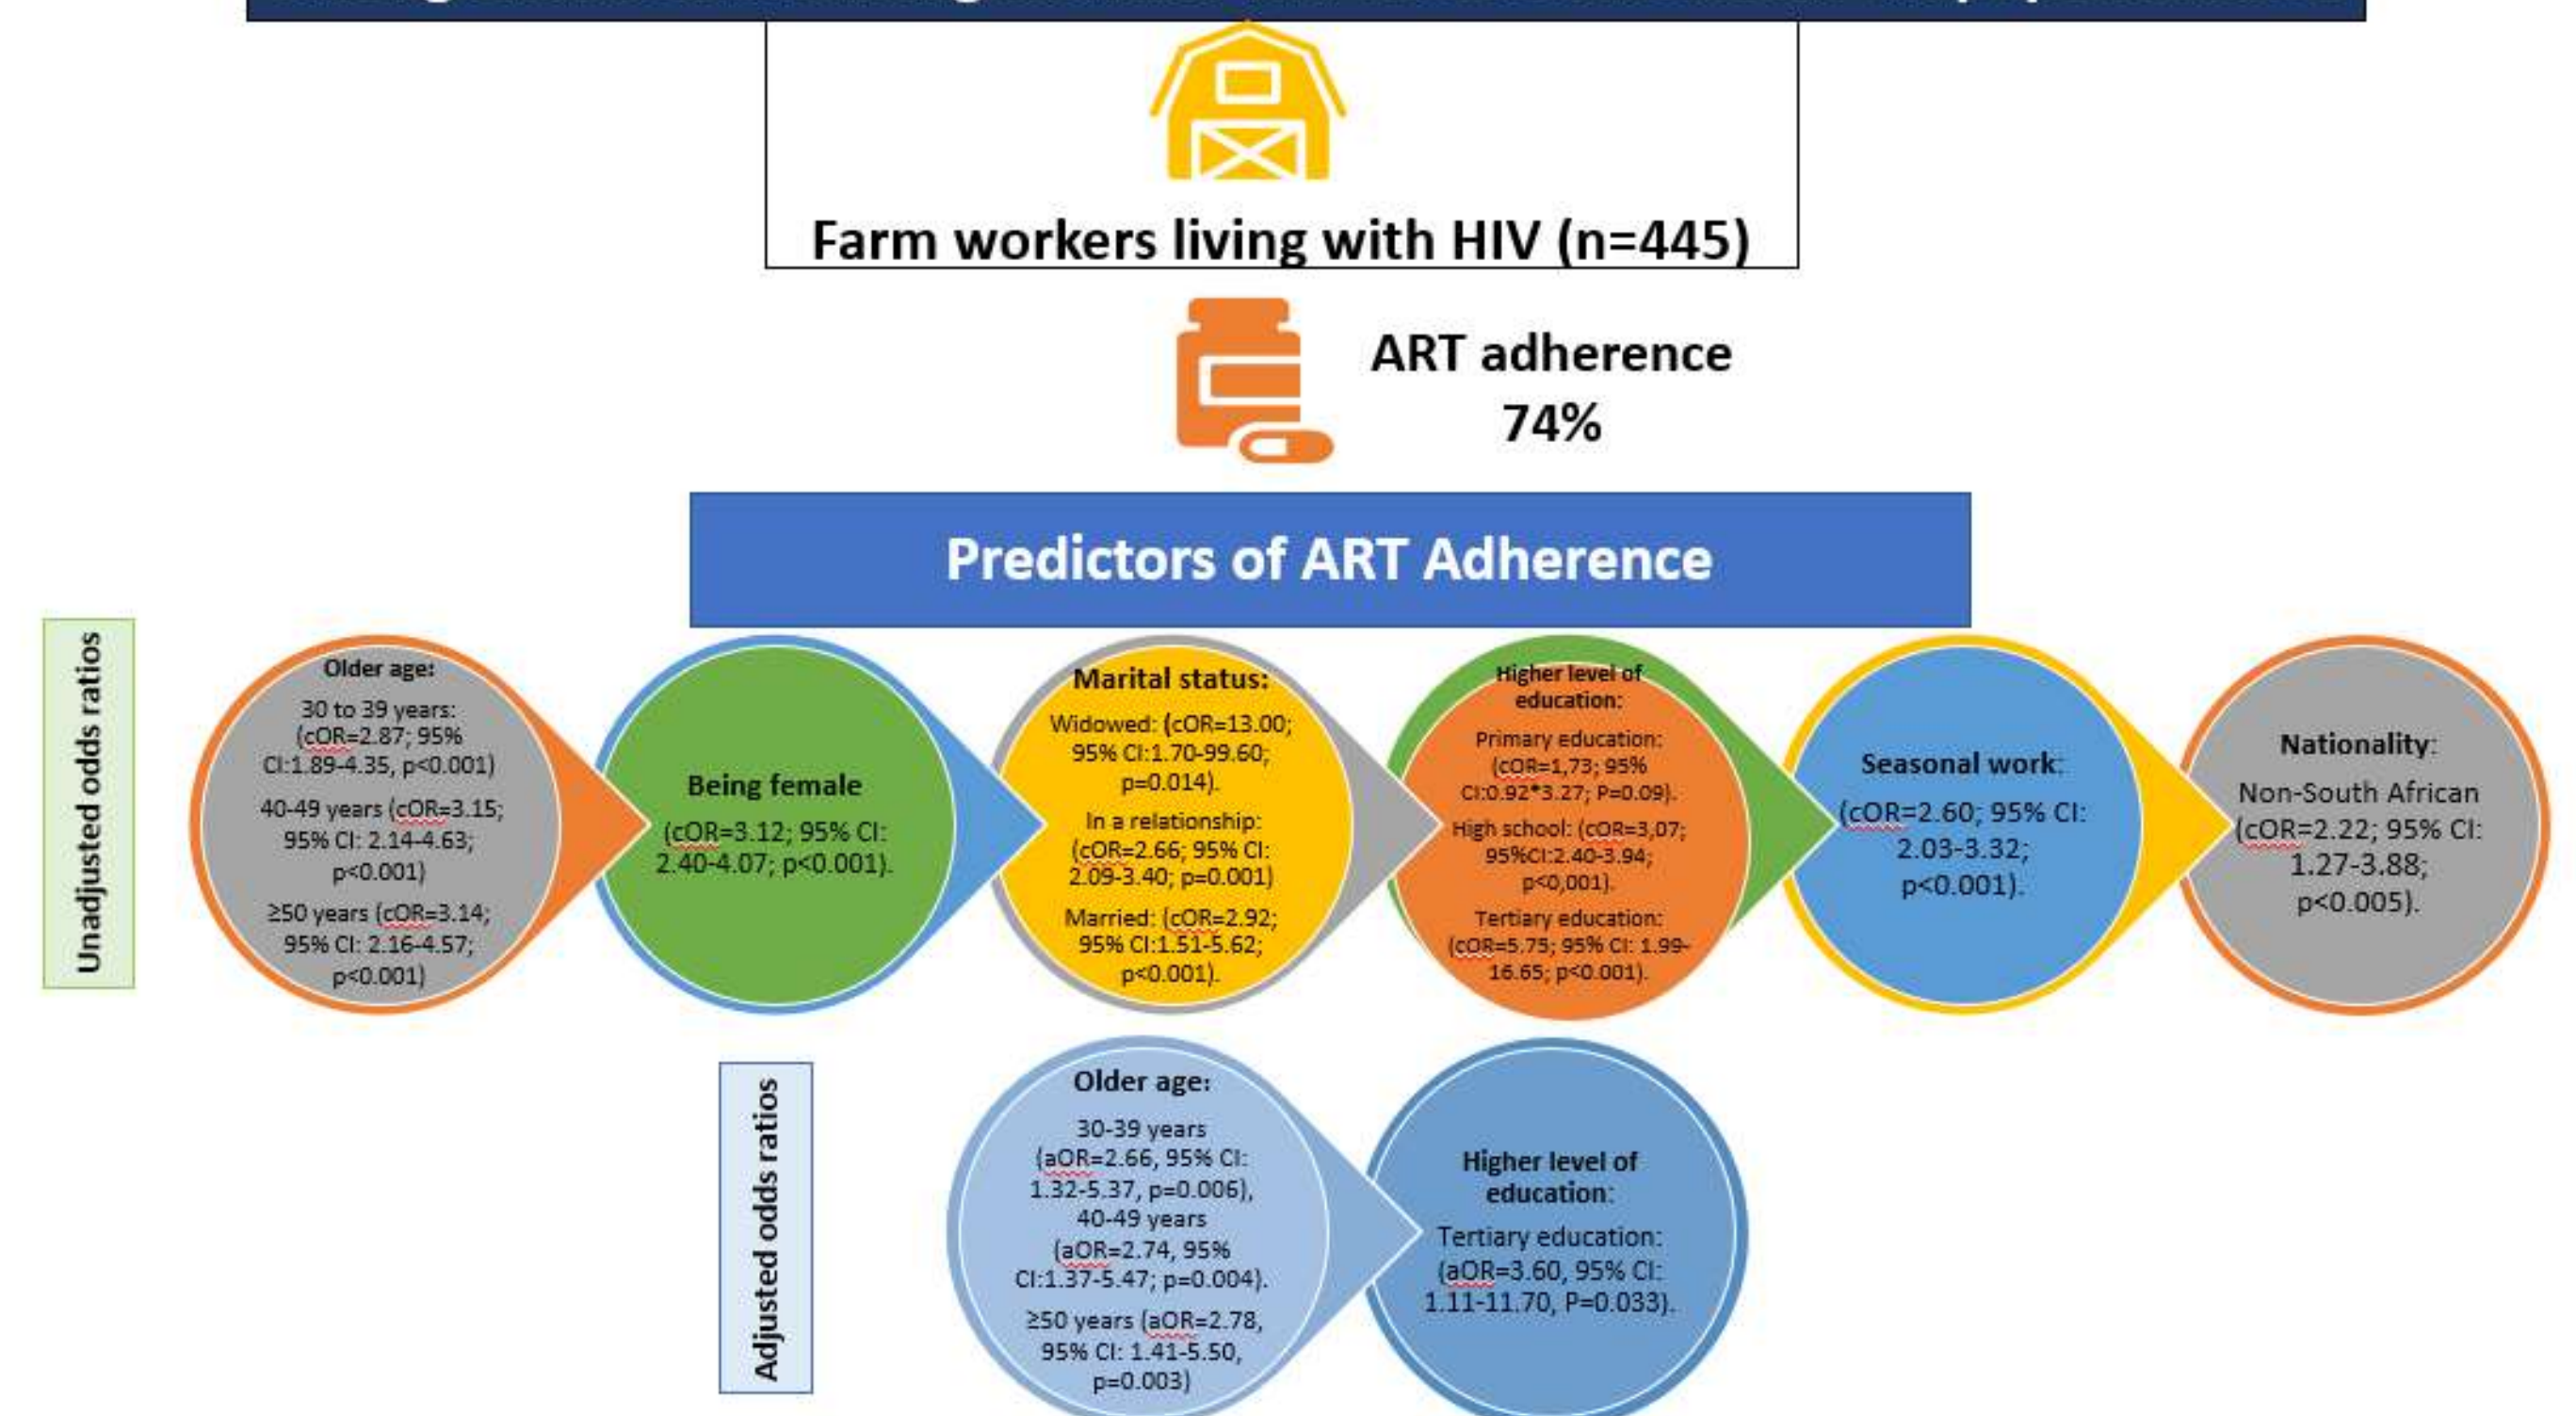 Farm workers living with HIV (n=445)
ART adherence
74%
Predictors of ART Adherence
Unadjusted odds ratios
Older age:
30 to 39 years:
(cOR=2.87; 95%
CI:1.89-4.35, p<0.001)
40-49 years (cOR=3.15;
95% CI: 2.14-4.63;
p<0.001)
≥50 years (cOR=3.14;
95% CI: 2.16-4.57;
p<0.001)
Being female
(cOR=3.12; 95% CI:
2.40-4.07; p<0.001).
Marital status:
Widowed: (cOR=13.00;
95% CI:1.70-99.60;
p=0.014).
In a relationship:
(cOR=2.66; 95% CI:
2.09-3.40; p=0.001)
Married: (cOR=2.92;
95% CI:1.51-5.62;
p<0.001).
Higher level of
education:
Primary education:
(cOR=1,73; 95%
CI:0.92*3.27; P=0.09).
High school: (cOR=3,07;
95%CI:2.40-3.94;
p<0,001).
Tertiary education:
(cOR=5.75; 95% CI: 1.99-
16.65; p<0.001).
Seasonal work:
(cOR=2.60; 95% CI:
2.03-3.32;
p<0.001).
Nationality:
Non-South African
(cOR=2.22; 95% CI:
1.27-3.88;
p<0.005).
Adjusted odds ratios
Older age:
30-39 years
(aOR=2.66, 95% CI:
1.32-5.37, p=0.006),
40-49 years
(aOR=2.74, 95%
CI:1.37-5.47; p=0.004).
≥50 years (aOR=2.78,
95% CI: 1.41-5.50,
p=0.003)
Higher level of
education:
Tertiary education:
(aOR=3.60, 95% CI:
1.11-11.70, P=0.033).